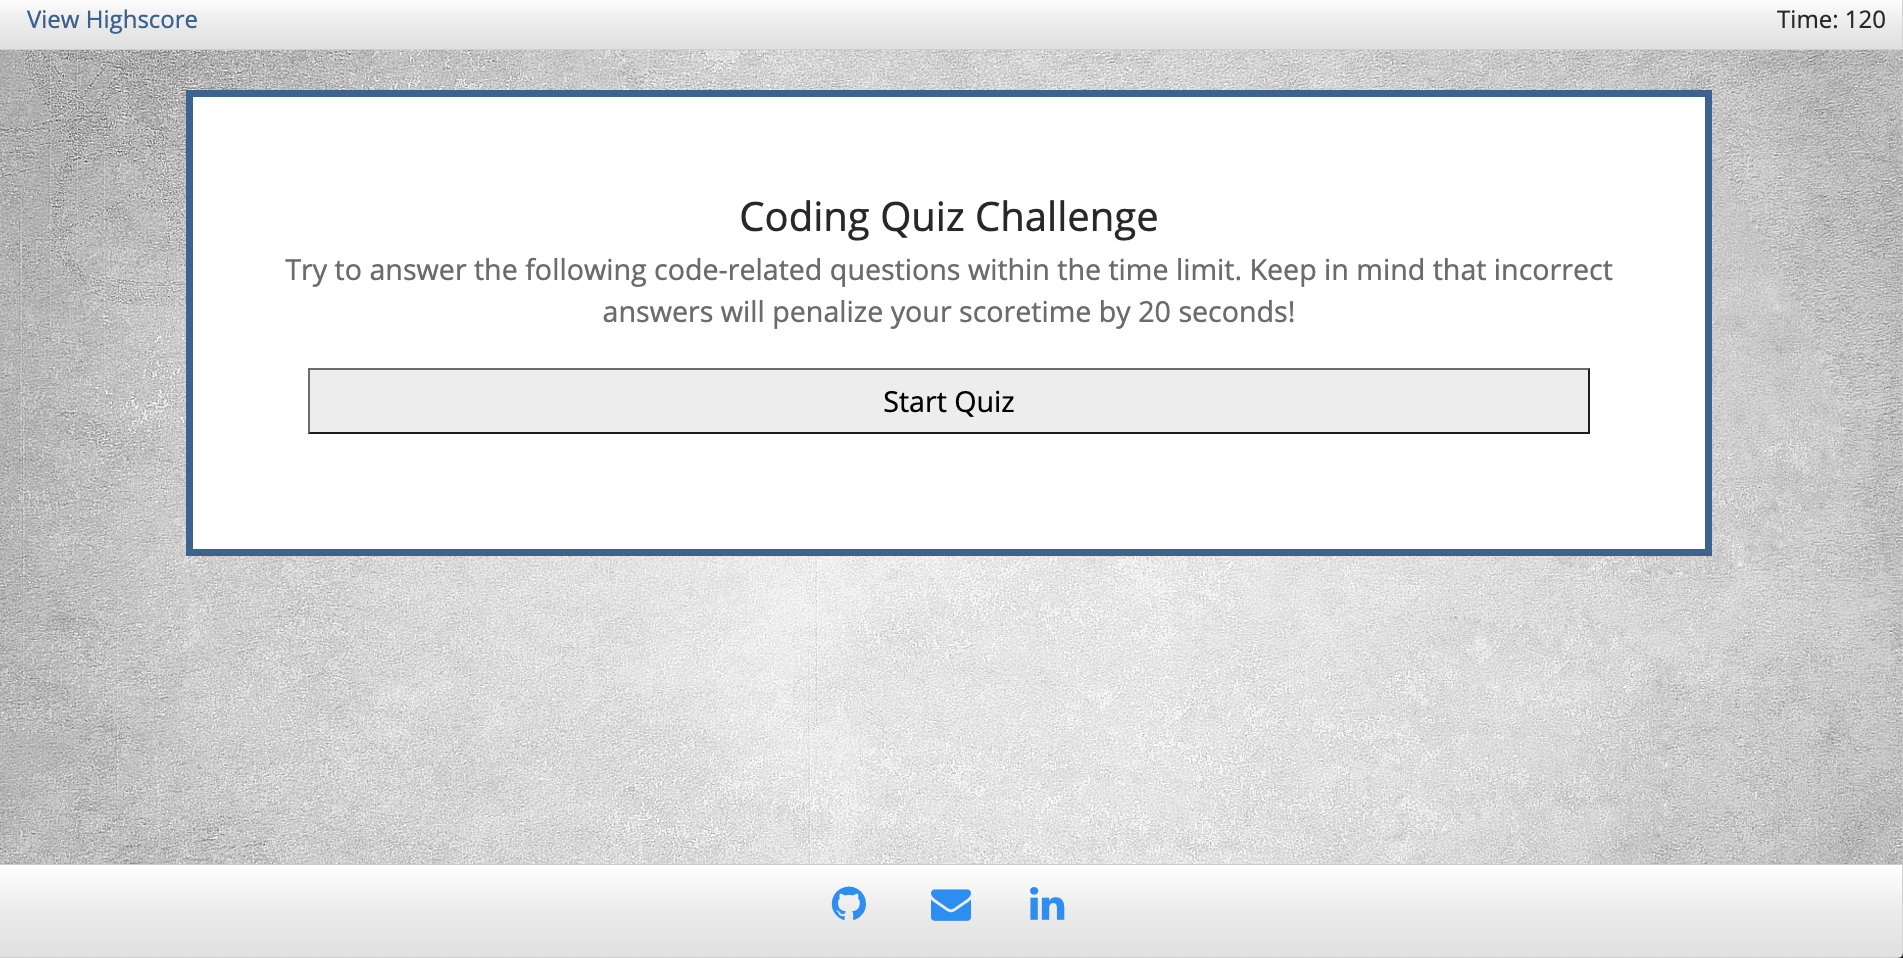 View Highscore
Time: 120
Coding Quiz Challenge
Try to answer the following code-related questions within the time limit. Keep in mind that incorrect
answers will penalize your scoretime by 20 seconds!
Start Quiz